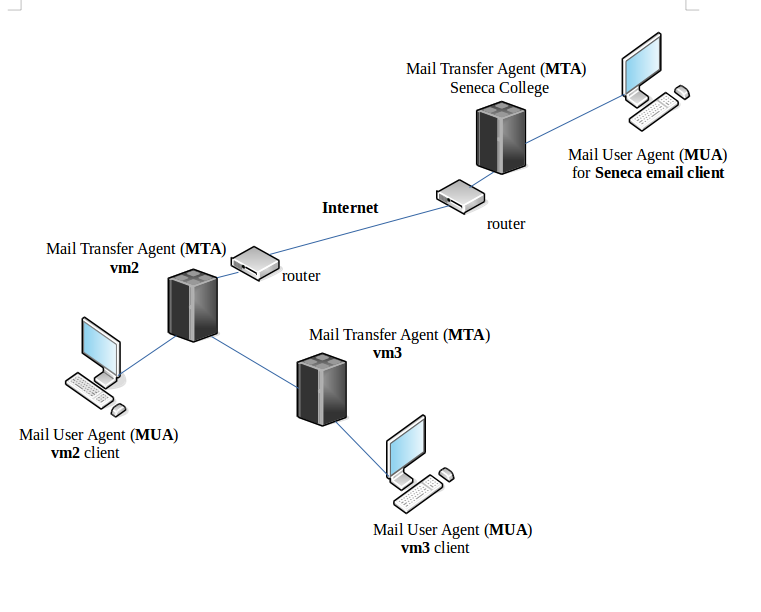 Mail Transfer Agent (MTA)
Seneca College
Mail User Agent (MUA)
for Seneca email client
Internet
router
Mail Transfer Agent (MTA)
vm2
router
Mail Transfer Agent (MTA)
vm3
Mail User Agent (MUA)
vm2 client
Mail User Agent (MUA)
vm3 client